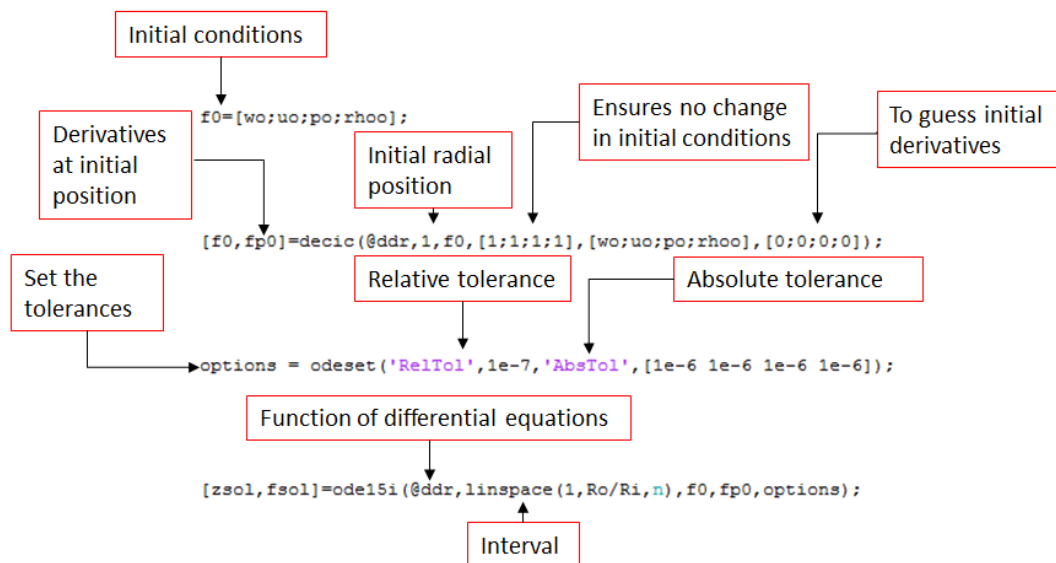 Initial conditions
f0=[wo;uo;po;rhoo];
Derivatives
at initial
position
Initial radial
position
Ensures no change
in initial conditions
To guess initial
derivatives
[f0,fp0]=decic(@ddr,1,f0,[1;1;1;1],[wo;uo;po;rhoo],[0;0;0;0]);
Set the
tolerances
Relative tolerance
Absolute tolerance
options = odeset('RelTol',1e-7,'AbsTol',[1e-6 1e-6 1e-6 1e-6]);
Function of differential equations
[zsol,fsol]=ode15i(@ddr,linspace(1,Ro/Ri,n),f0,fp0,options);
Interval